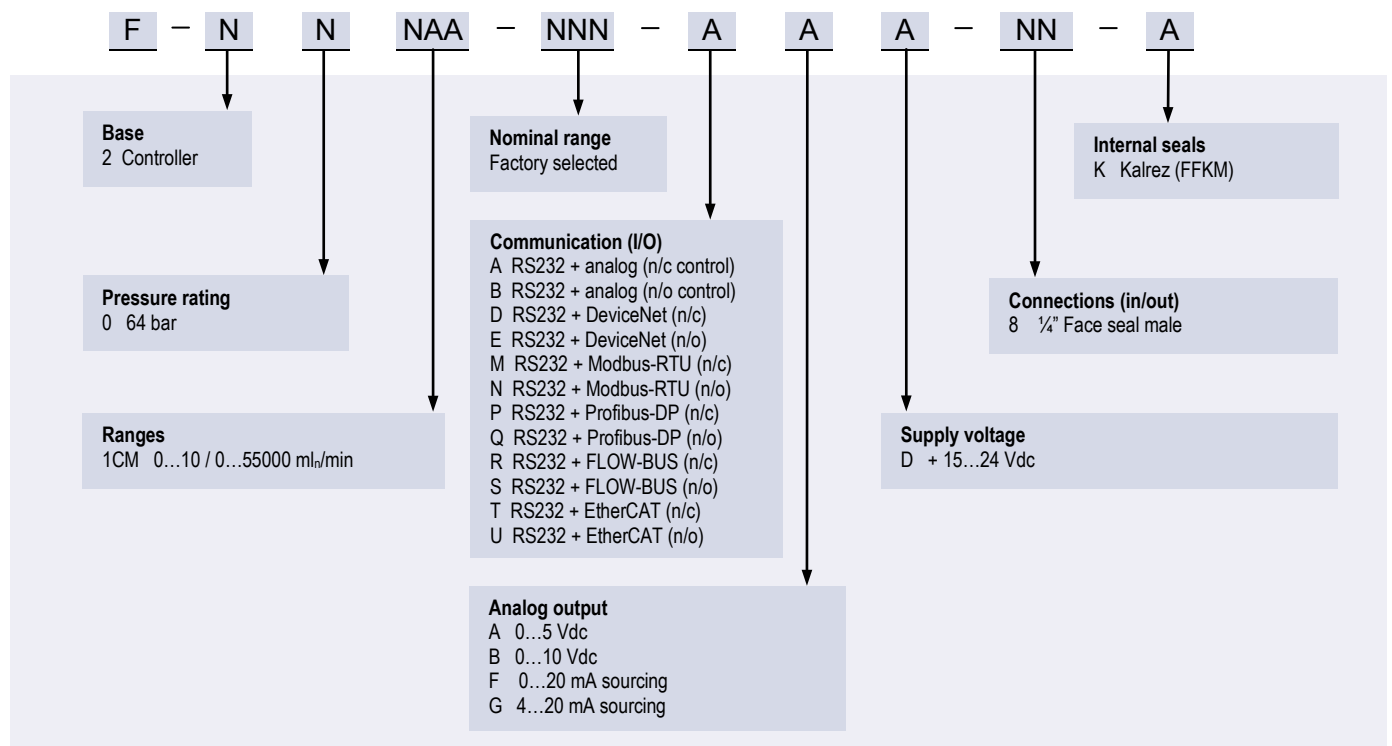 F – N N NAA – NNN – A A A – NN – A
Base
2 Controller
Nominal range
Factory selected
Internal seals
K Kalrez (FFKM)
Communication (I/O)
A RS232 + analog (n/c control)
B RS232 + analog (n/o control)
D RS232 + DeviceNet (n/c)
E RS232 + DeviceNet (n/o)
M RS232 + Modbus-RTU (n/c)
N RS232 + Modbus-RTU (n/o)
P RS232 + Profibus-DP (n/c)
Q RS232 + Profibus-DP (n/o)
R RS232 + FLOW-BUS (n/c)
S RS232 + FLOW-BUS (n/o)
T RS232 + EtherCAT (n/c)
U RS232 + EtherCAT (n/o)
Pressure rating
0 64 bar
Connections (in/out)
8 ¼” Face seal male
Ranges
1CM 0…10 / 0…55000 mlₙ/min
Supply voltage
D + 15…24 Vdc
Analog output
A 0…5 Vdc
B 0…10 Vdc
F 0…20 mA sourcing
G 4…20 mA sourcing